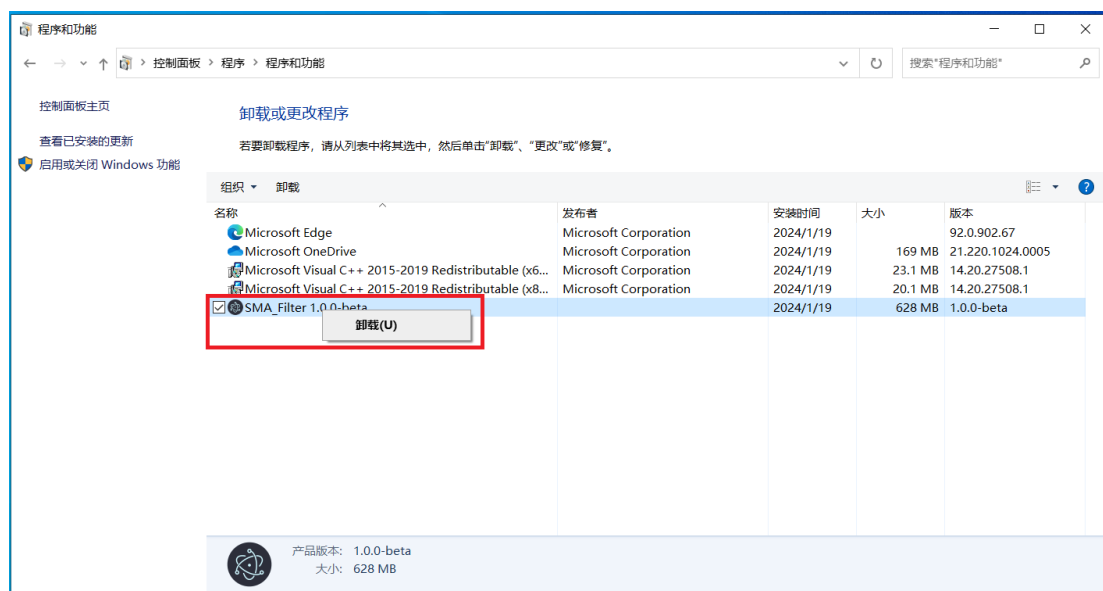 程序和功能
控制面板 程序 程序和功能
搜索"程序和功能"
控制面板主页
查看已安装的更新
启用或关闭 Windows 功能
卸载或更改程序
若要卸载程序，请从列表中将其选中，然后单击"卸载"、"更改"或"修复"。
组织 卸载
名称 发布者 安装时间 大小 版本
Microsoft Edge Microsoft Corporation 2024/1/19 92.0.902.67
Microsoft OneDrive Microsoft Corporation 2024/1/19 169 MB 21.220.1024.0005
Microsoft Visual C++ 2015-2019 Redistributable (x6... Microsoft Corporation 2024/1/19 23.1 MB 14.20.27508.1
Microsoft Visual C++ 2015-2019 Redistributable (x8... Microsoft Corporation 2024/1/19 20.1 MB 14.20.27508.1
SMA_Filter 1.0.0-beta 2024/1/19 628 MB 1.0.0-beta
卸载(U)
产品版本: 1.0.0-beta
大小: 628 MB